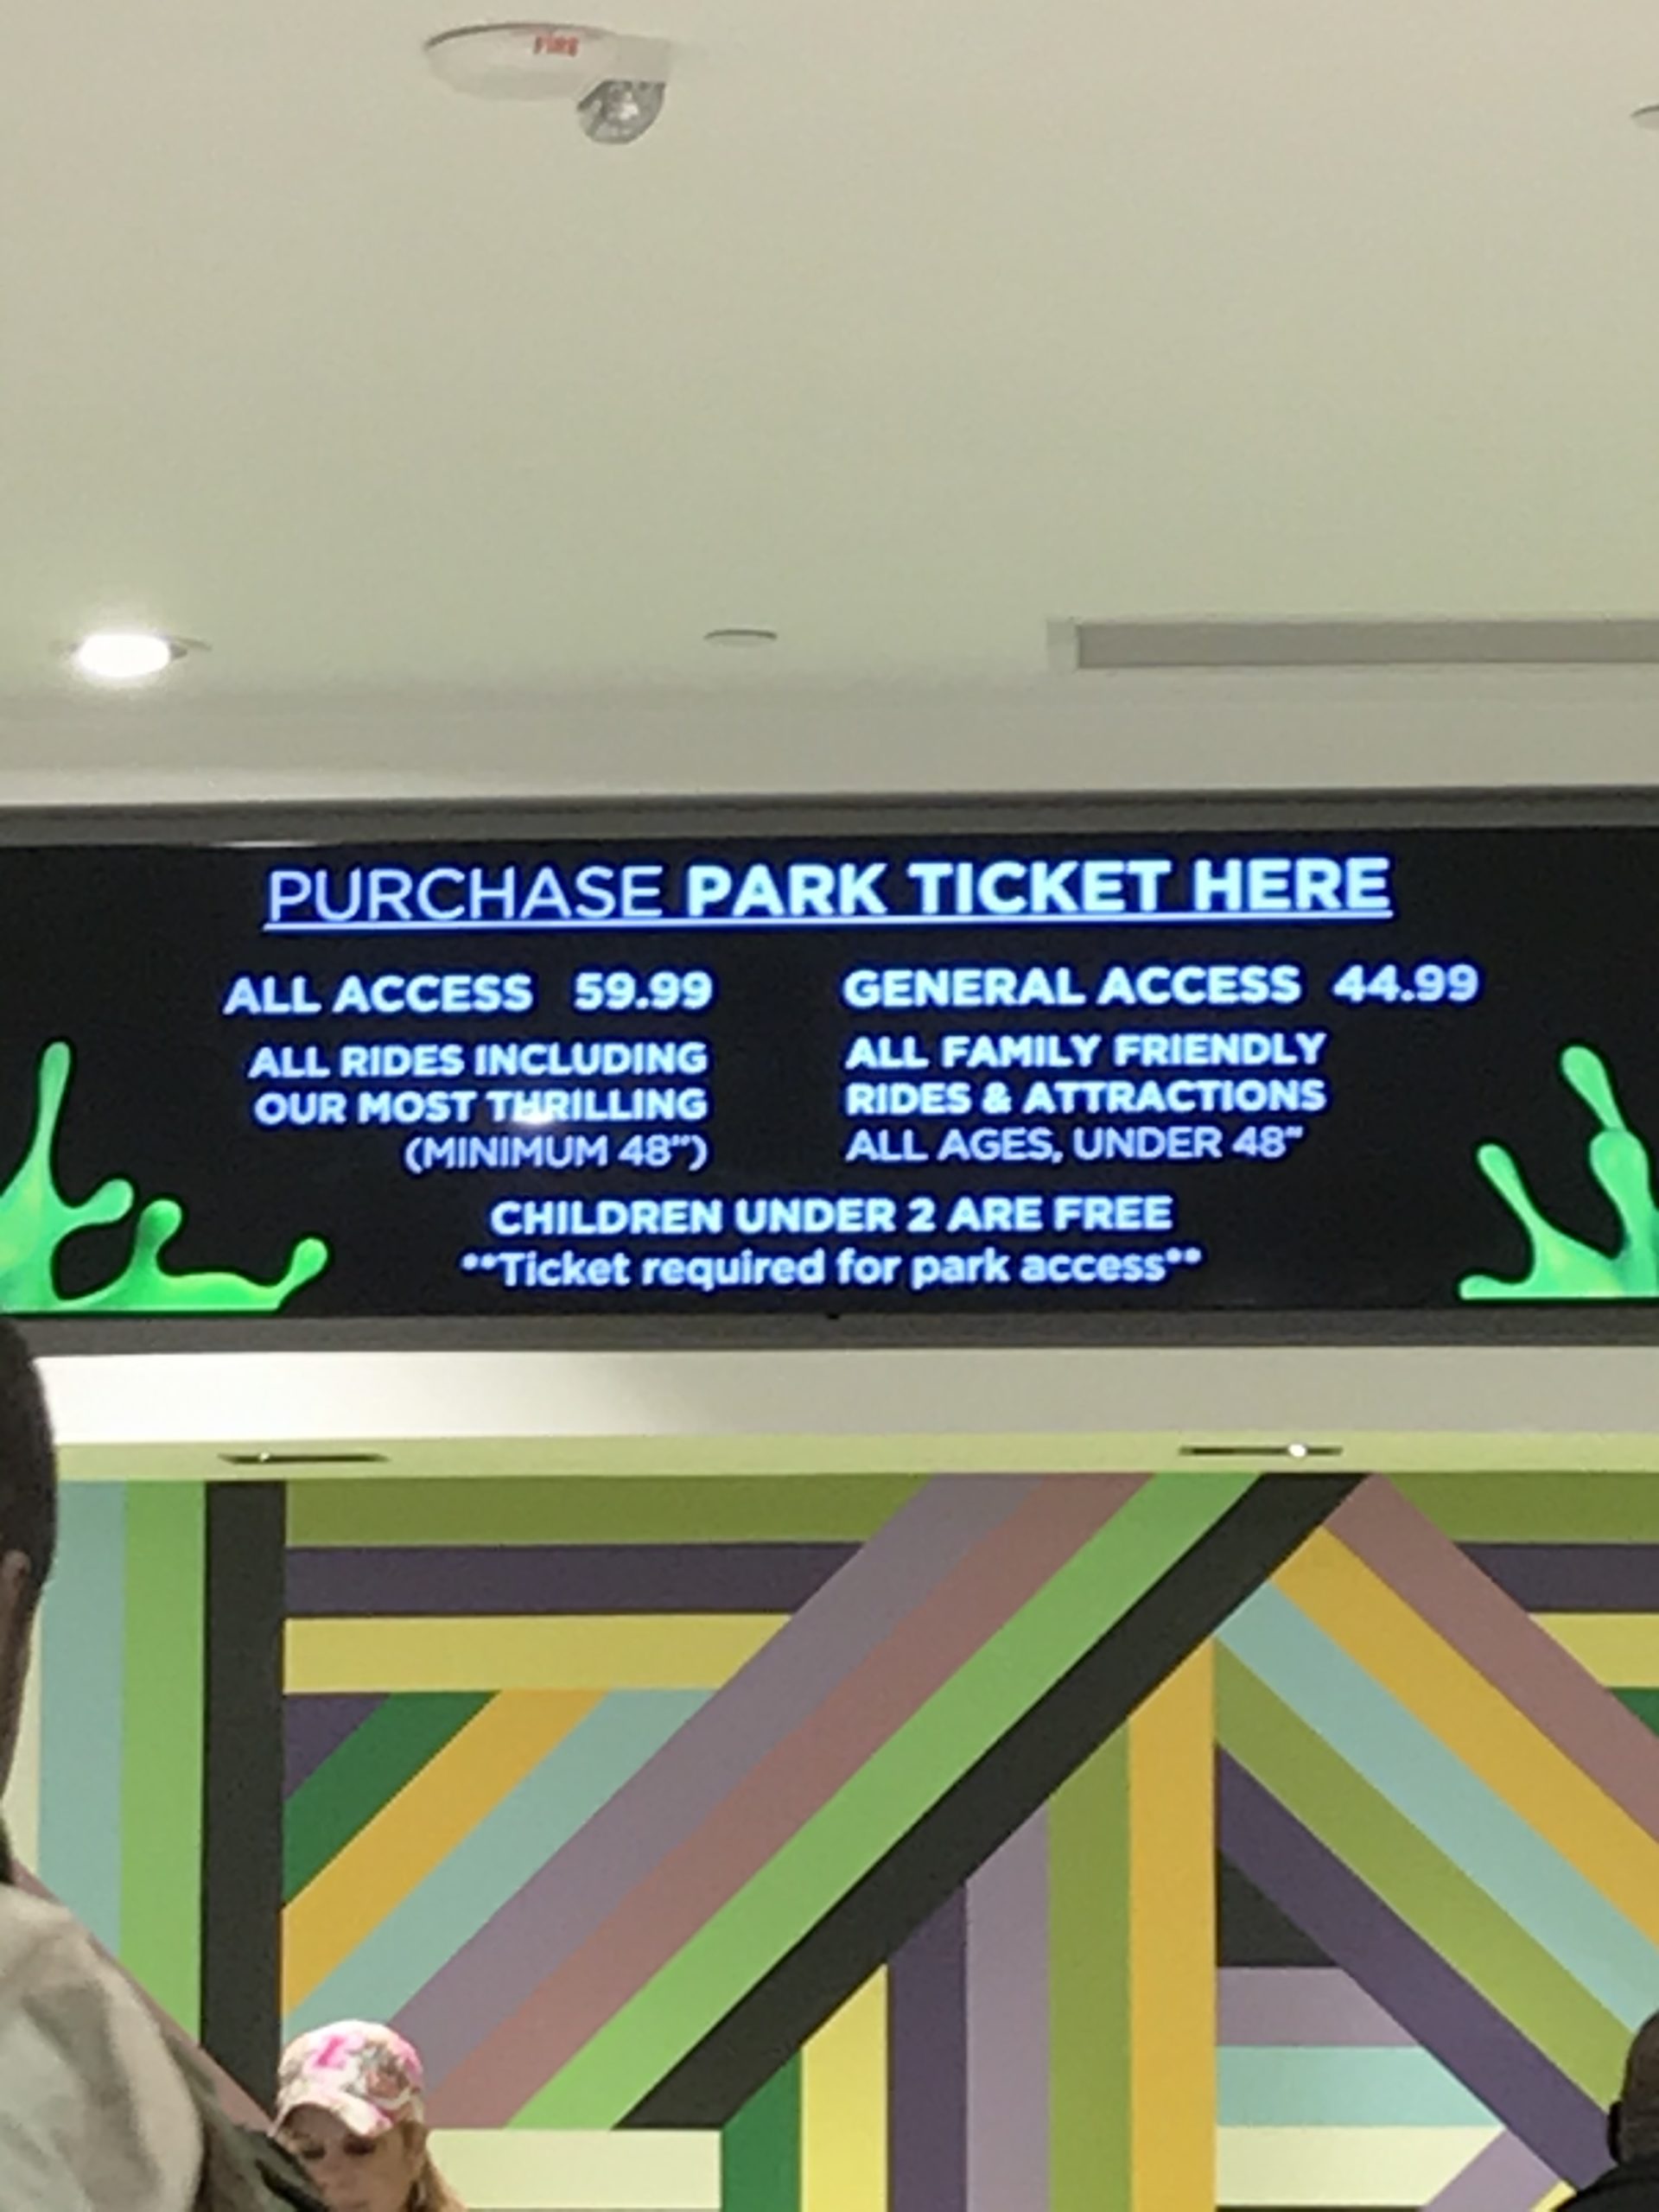 FIRE
PURCHASE PARK TICKET HERE
ALL ACCESS 59.99
ALL RIDES INCLUDING
OUR MOST THRILLING
(MINIMUM 48")
GENERAL ACCESS 44.99
ALL FAMILY FRIENDLY
RIDES & ATTRACTIONS
ALL AGES, UNDER 48"
CHILDREN UNDER 2 ARE FREE
**Ticket required for park access**